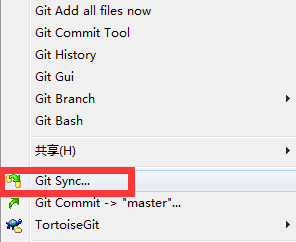 Git Add all files now
Git Commit Tool
Git History
Git Gui
Git Branch
Git Bash
共享(H)
Git Sync...
Git Commit -> "master"...
TortoiseGit